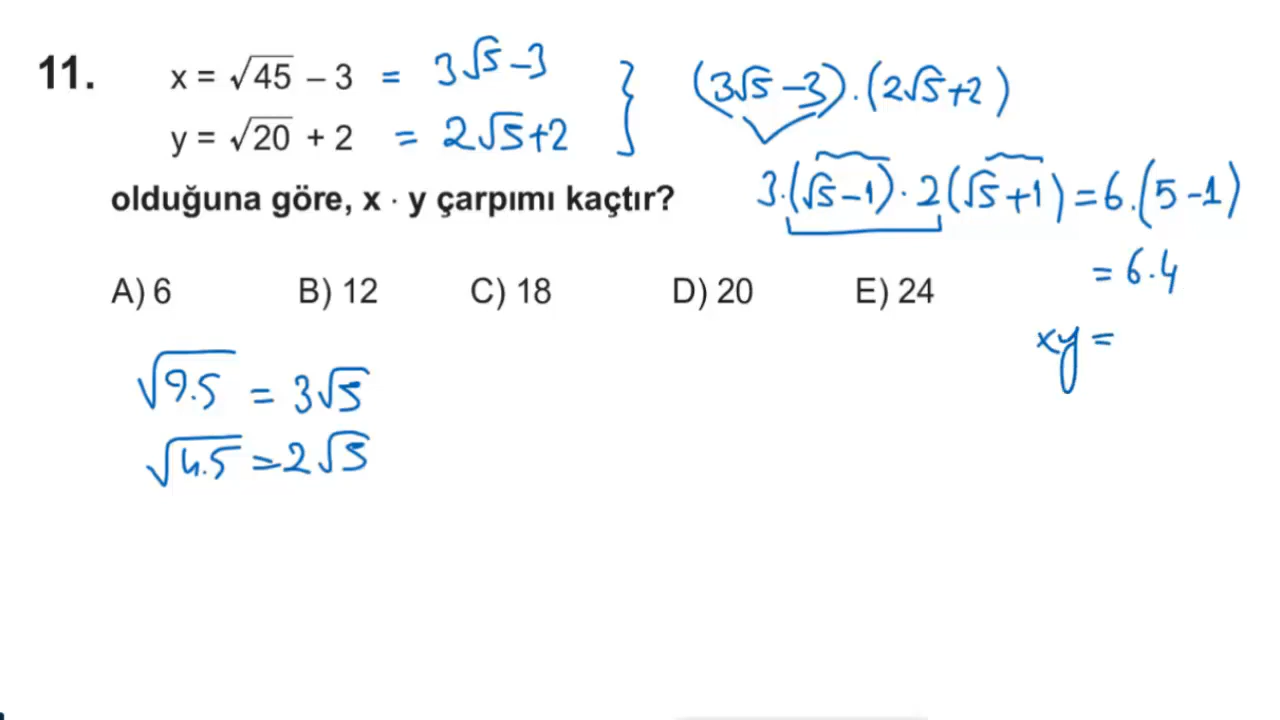 11. x = √45 – 3 = 3√5 – 3
y = √20 + 2 = 2√5+2
(3√5 – 3).(2√5+2)
olduğuna göre, x · y çarpımı kaçtır?
3.(√5–1).2(√5+1) = 6.(5–1)
= 6.4
xy =
A) 6 B) 12 C) 18 D) 20 E) 24
√9.5 = 3√5
√4.5 = 2√5